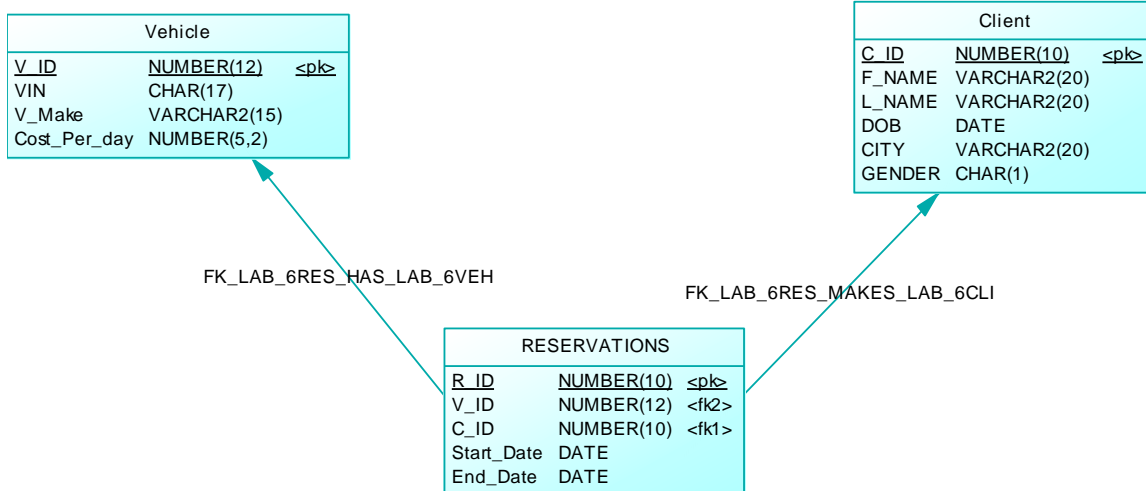 Vehicle
V_ID NUMBER(12) <pk>
VIN CHAR(17)
V_Make VARCHAR2(15)
Cost_Per_day NUMBER(5,2)
Client
C_ID NUMBER(10) <pk>
F_NAME VARCHAR2(20)
L_NAME VARCHAR2(20)
DOB DATE
CITY VARCHAR2(20)
GENDER CHAR(1)
FK_LAB_6RES_HAS_LAB_6VEH
FK_LAB_6RES_MAKES_LAB_6CLI
RESERVATIONS
R_ID NUMBER(10) <pk>
V_ID NUMBER(12) <fk2>
C_ID NUMBER(10) <fk1>
Start_Date DATE
End_Date DATE